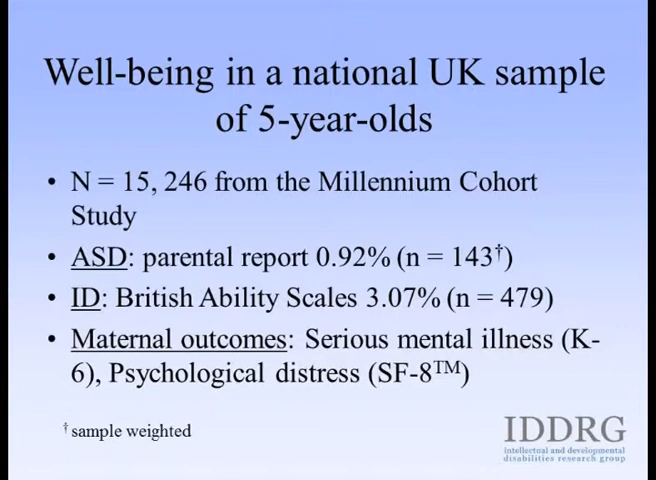 Well-being in a national UK sample
of 5-year-olds
• N = 15, 246 from the Millennium Cohort
Study
• ASD: parental report 0.92% (n = 143†)
• ID: British Ability Scales 3.07% (n = 479)
• Maternal outcomes: Serious mental illness (K-
6), Psychological distress (SF-8TM)
† sample weighted
IDDRG
intellectual and developmental
disabilities research group